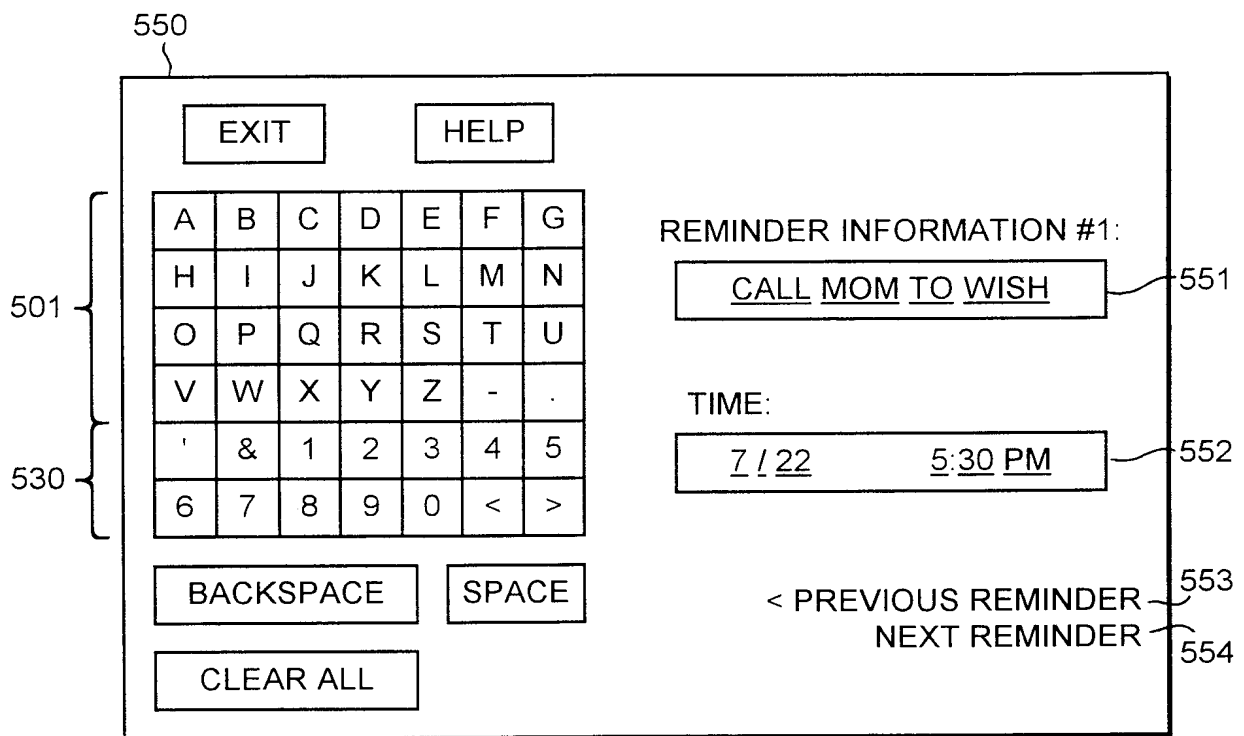 550
EXIT HELP
A B C D E F G
H I J K L M N
O P Q R S T U
V W X Y Z - .
' & 1 2 3 4 5
6 7 8 9 0 < >
501
530
BACKSPACE SPACE
CLEAR ALL
REMINDER INFORMATION #1:
CALL MOM TO WISH
551
TIME:
7 / 22 5:30 PM
552
< PREVIOUS REMINDER
553
NEXT REMINDER
554